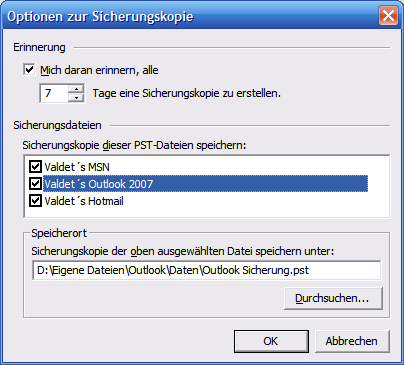 Optionen zur Sicherungskopie
Erinnerung
Mich daran erinnern, alle
7 Tage eine Sicherungskopie zu erstellen.
Sicherungsdateien
Sicherungskopie dieser PST-Dateien speichern:
Valdet´s MSN
Valdet´s Outlook 2007
Valdet´s Hotmail
Speicherort
Sicherungskopie der oben ausgewählten Datei speichern unter:
D:\Eigene Dateien\Outlook\Daten\Outlook Sicherung.pst
Durchsuchen...
OK Abbrechen